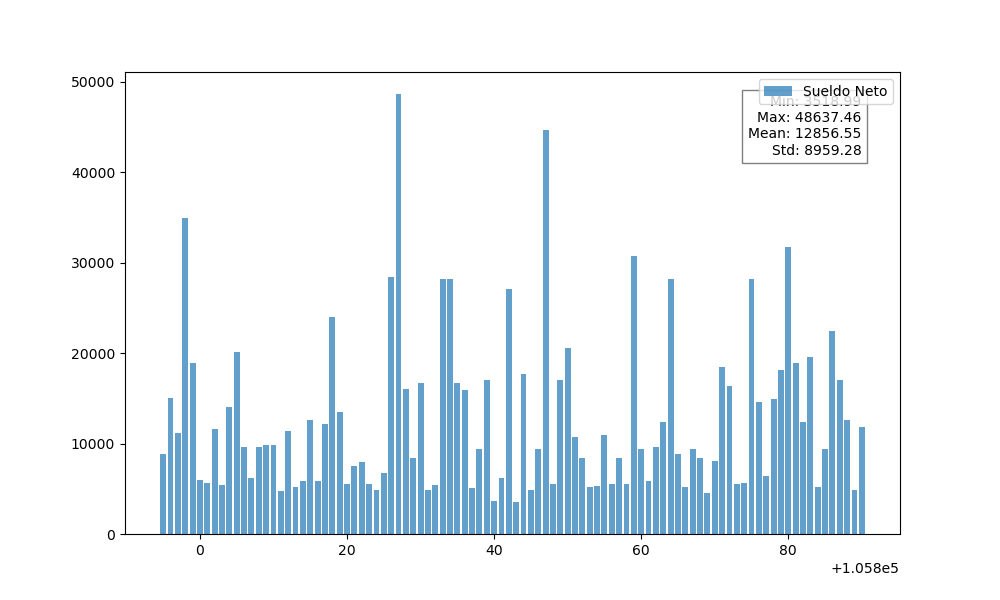 50000
40000
30000
20000
10000
0
Sueldo Neto
Min: 3518.99
Max: 48637.46
Mean: 12856.55
Std: 8959.28
0 20 40 60 80
+1.058e5